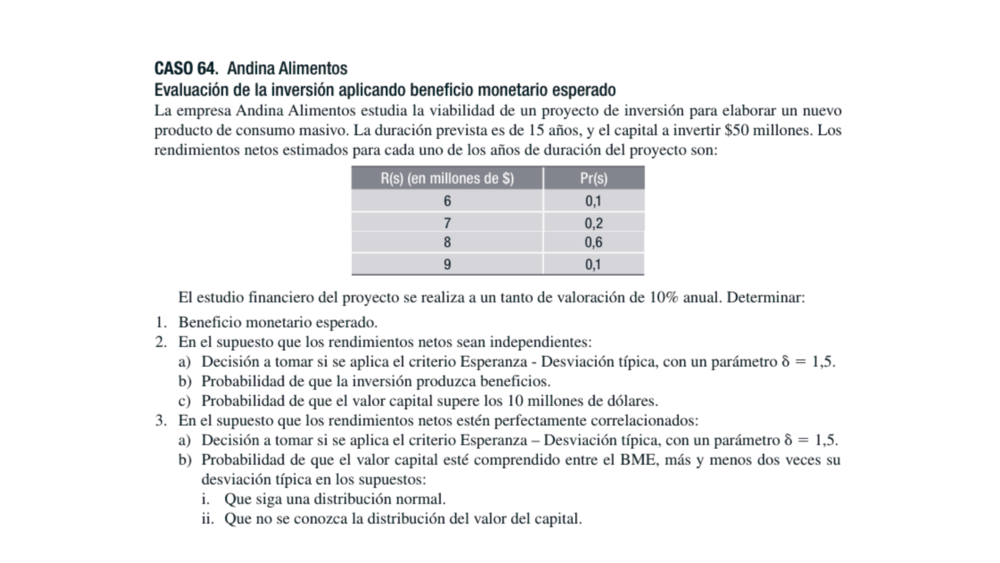 CASO 64. Andina Alimentos
Evaluación de la inversión aplicando beneficio monetario esperado
La empresa Andina Alimentos estudia la viabilidad de un proyecto de inversión para elaborar un nuevo
producto de consumo masivo. La duración prevista es de 15 años, y el capital a invertir $50 millones. Los
rendimientos netos estimados para cada uno de los años de duración del proyecto son:
R(s) (en millones de $) Pr(s)
6 0,1
7 0,2
8 0,6
9 0,1
El estudio financiero del proyecto se realiza a un tanto de valoración de 10% anual. Determinar:
1. Beneficio monetario esperado.
2. En el supuesto que los rendimientos netos sean independientes:
a) Decisión a tomar si se aplica el criterio Esperanza - Desviación típica, con un parámetro δ = 1,5.
b) Probabilidad de que la inversión produzca beneficios.
c) Probabilidad de que el valor capital supere los 10 millones de dólares.
3. En el supuesto que los rendimientos netos estén perfectamente correlacionados:
a) Decisión a tomar si se aplica el criterio Esperanza – Desviación típica, con un parámetro δ = 1,5.
b) Probabilidad de que el valor capital esté comprendido entre el BME, más y menos dos veces su
desviación típica en los supuestos:
i. Que siga una distribución normal.
ii. Que no se conozca la distribución del valor del capital.